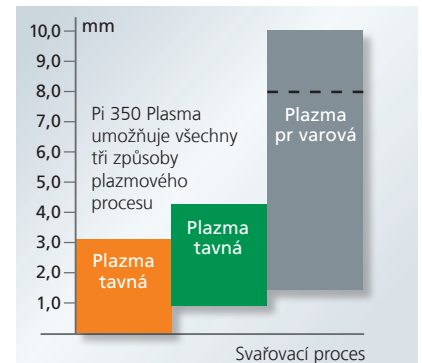 mm
10,0
9,0
8,0
7,0
6,0
5,0
4,0
3,0
2,0
1,0
Pi 350 Plasma
umožňuje všechny
tři způsoby
plazmového
procesu
Plazma
tavná
Plazma
tavná
Plazma
pr varová
Svařovací proces